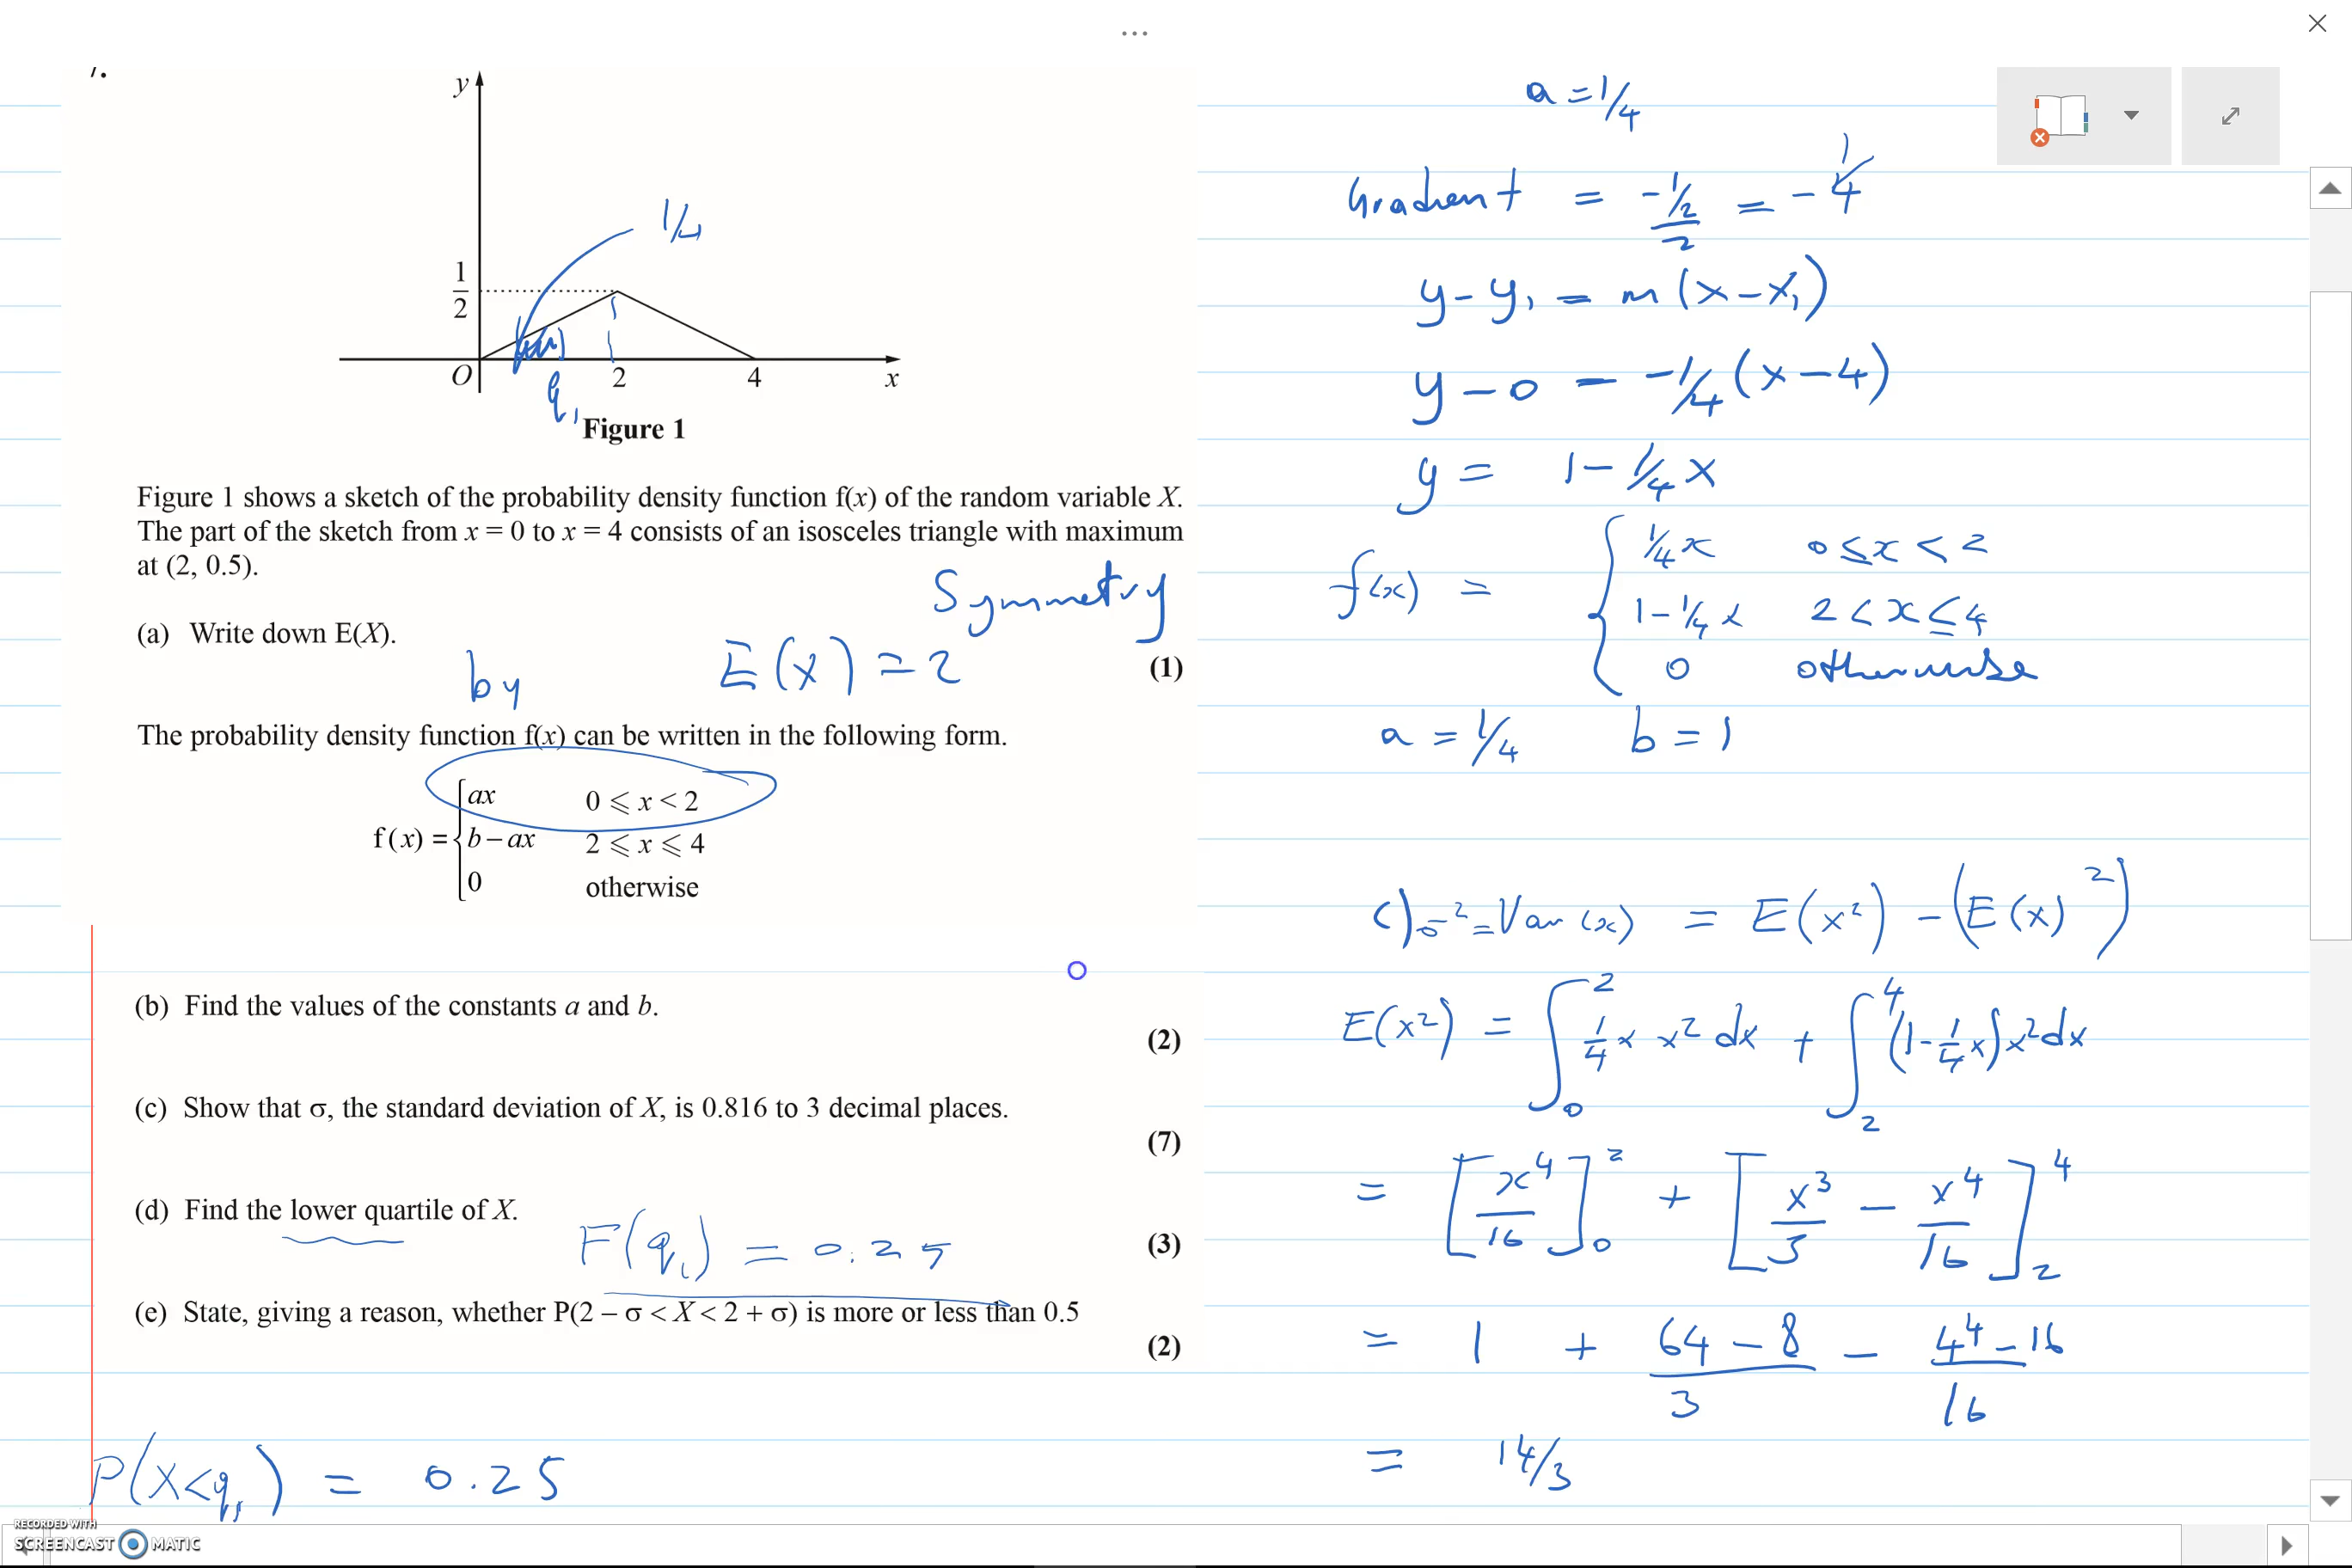 7.
y
1/4
1
2
O
q₁
2
4
x
Figure 1
Figure 1 shows a sketch of the probability density function f(x) of the random variable X.
The part of the sketch from x = 0 to x = 4 consists of an isosceles triangle with maximum
at (2, 0.5).
Symmetry
(a) Write down E(X).
by E(X) = 2
(1)
The probability density function f(x) can be written in the following form.
f(x) = { ax 0 ⩽ x < 2
b – ax 2 ⩽ x ⩽ 4
0 otherwise
(b) Find the values of the constants a and b.
(2)
(c) Show that σ, the standard deviation of X, is 0.816 to 3 decimal places.
(7)
(d) Find the lower quartile of X.
F(q₁) = 0.25
(3)
(e) State, giving a reason, whether P(2 – σ < X < 2 + σ) is more or less than 0.5
(2)
P(X<q₁) = 0.25
RECORDED WITH
SCREENCAST MATIC
a = 1/4
Gradient = -1/2 / 2 = - 1/4
y - y₁ = m(x - x₁)
y - 0 = -1/4 (x - 4)
y = 1 - 1/4 x
f(x) = { 1/4 x 0 ≤ x < 2
1 - 1/4 x 2 < x ≤ 4
0 otherwise
a = 1/4 b = 1
c) σ² = Var(x) = E(x²) - (E(x)²)
E(x²) = ∫₀² 1/4 x x² dx + ∫₂⁴ (1 - 1/4 x) x² dx
= [x⁴/16]₀² + [x³/3 - x⁴/16]₂⁴
= 1 + 64 - 8 / 3 - 4⁴ - 16 / 16
= 14/3